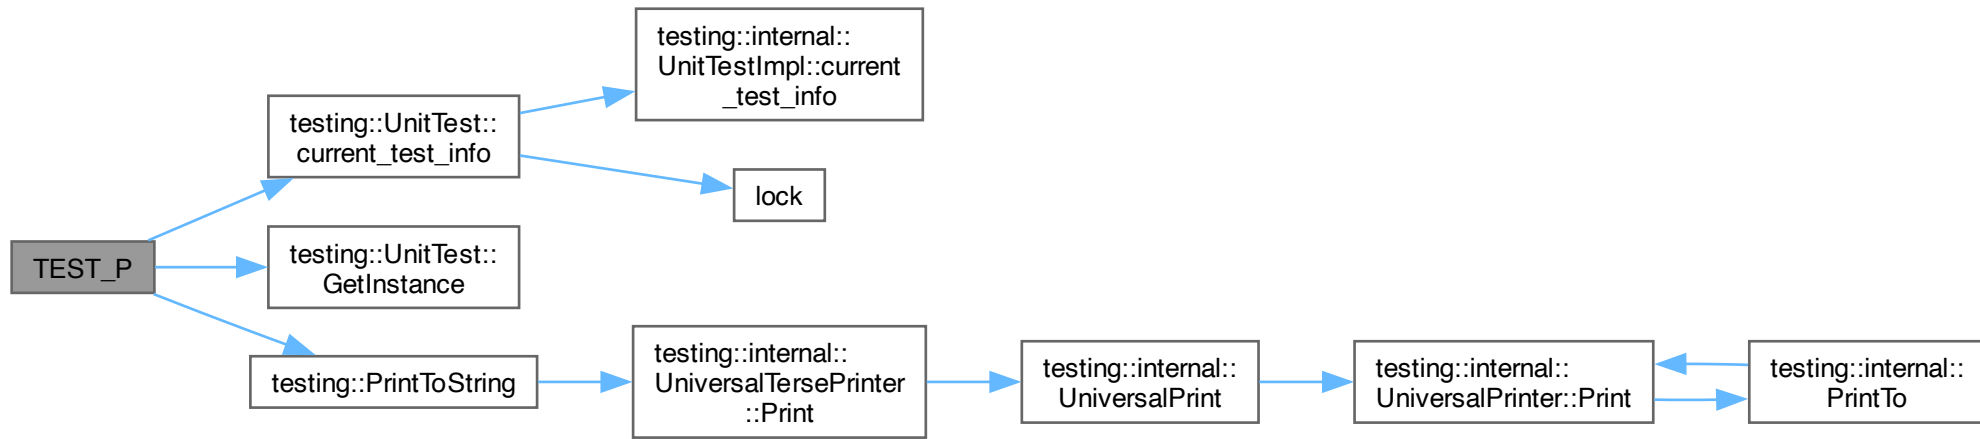 testing::internal::
UnitTestImpl::current
_test_info
testing::UnitTest::
current_test_info
lock
testing::UnitTest::
GetInstance
TEST_P
testing::PrintToString
testing::internal::
UniversalTersePrinter
::Print
testing::internal::
UniversalPrint
testing::internal::
UniversalPrinter::Print
testing::internal::
PrintTo